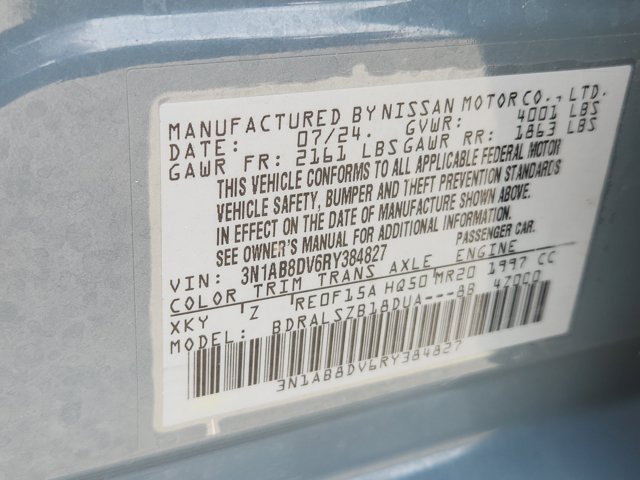 MANUFACTURED BY NISSAN MOTOR CO., LTD.
DATE: 07/24. GVWR: 4001 LBS
GAWR FR: 2161 LBS GAWR RR: 1863 LBS
THIS VEHICLE CONFORMS TO ALL APPLICABLE FEDERAL MOTOR
VEHICLE SAFETY, BUMPER AND THEFT PREVENTION STANDARDS
IN EFFECT ON THE DATE OF MANUFACTURE SHOWN ABOVE.
SEE OWNER'S MANUAL FOR ADDITIONAL INFORMATION.
VIN: 3N1AB8DV6RY384827 PASSENGER CAR.
COLOR TRIM TRANS AXLE ENGINE
XKY Z RE0F15A HQ50 MR20 1997 CC
MODEL: BDRALSZB18DUA---BB 47000
3N1AB8DV6RY384827